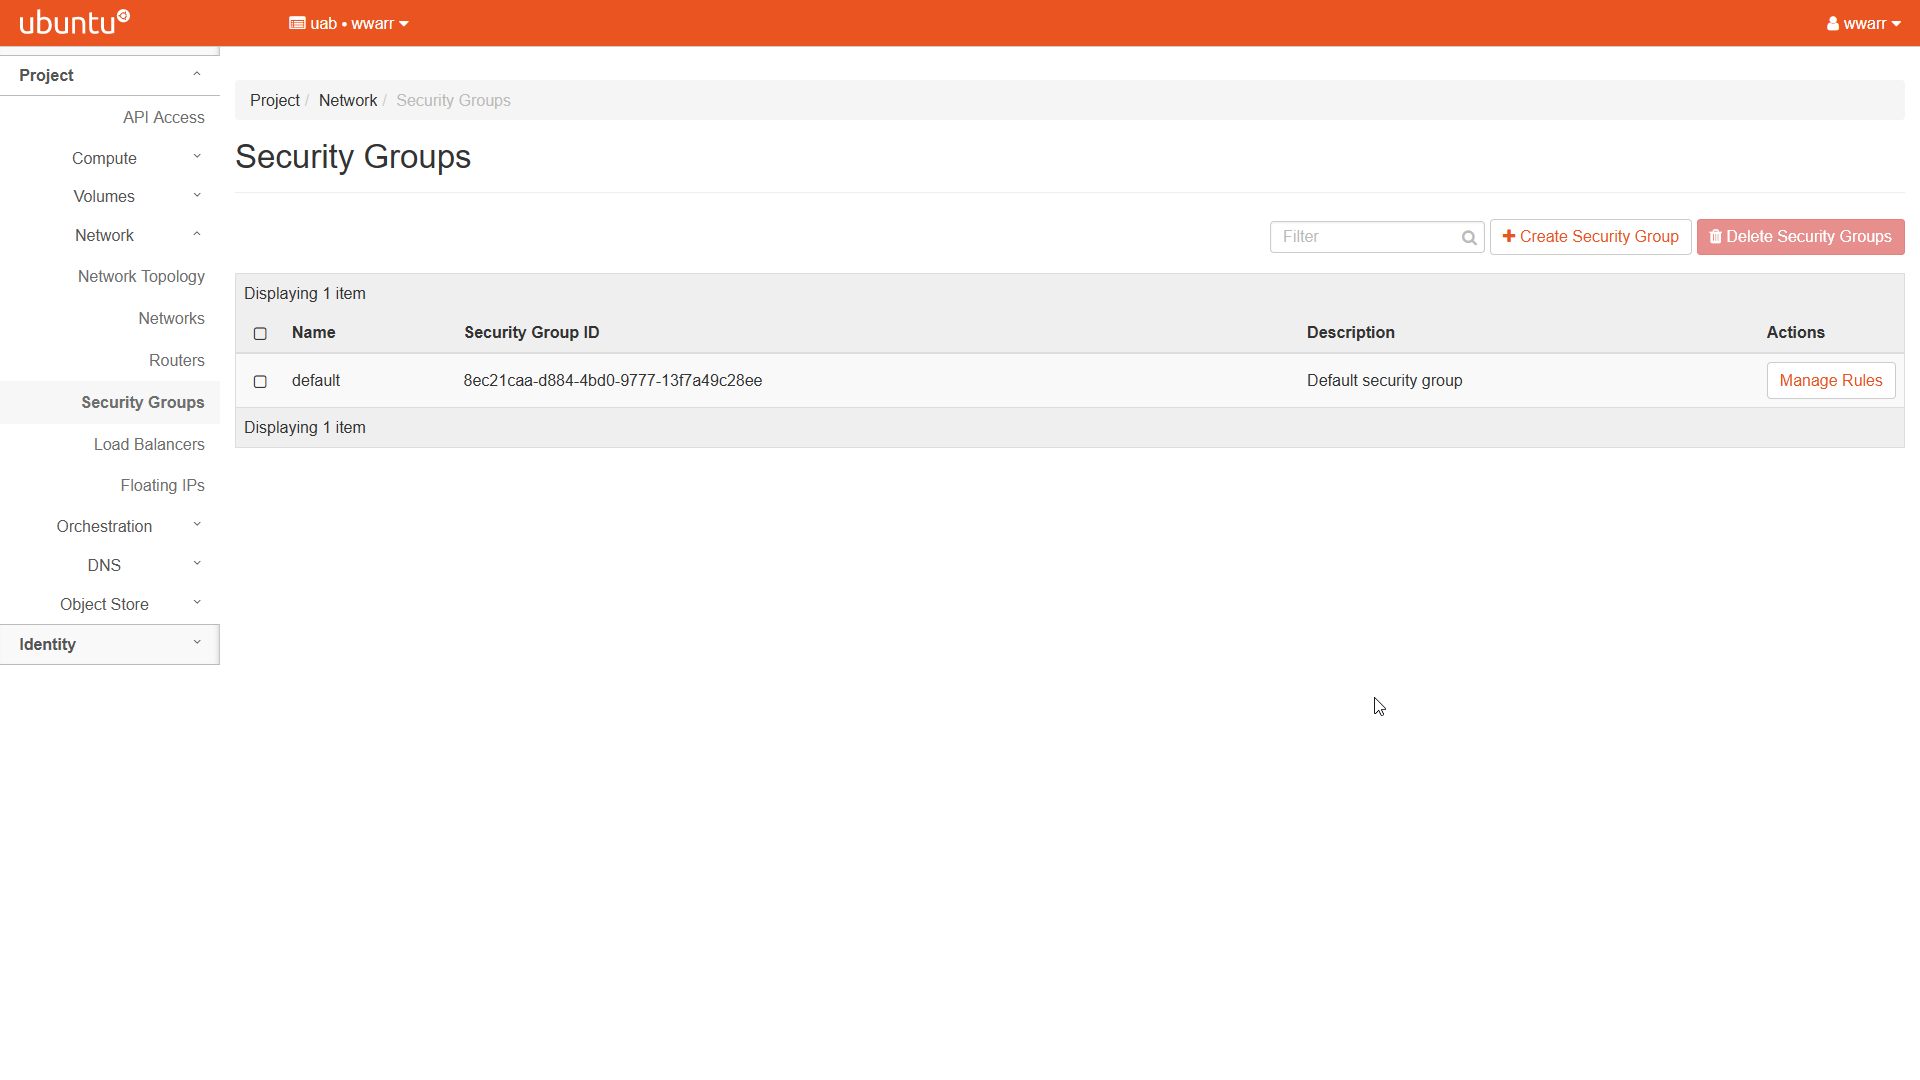 ubuntu
uab • wwarr
wwarr
Project
API Access
Compute
Volumes
Network
Network Topology
Networks
Routers
Security Groups
Load Balancers
Floating IPs
Orchestration
DNS
Object Store
Identity
Project / Network / Security Groups
Security Groups
Filter
Create Security Group
Delete Security Groups
Displaying 1 item
Name Security Group ID Description Actions
default 8ec21caa-d884-4bd0-9777-13f7a49c28ee Default security group Manage Rules
Displaying 1 item